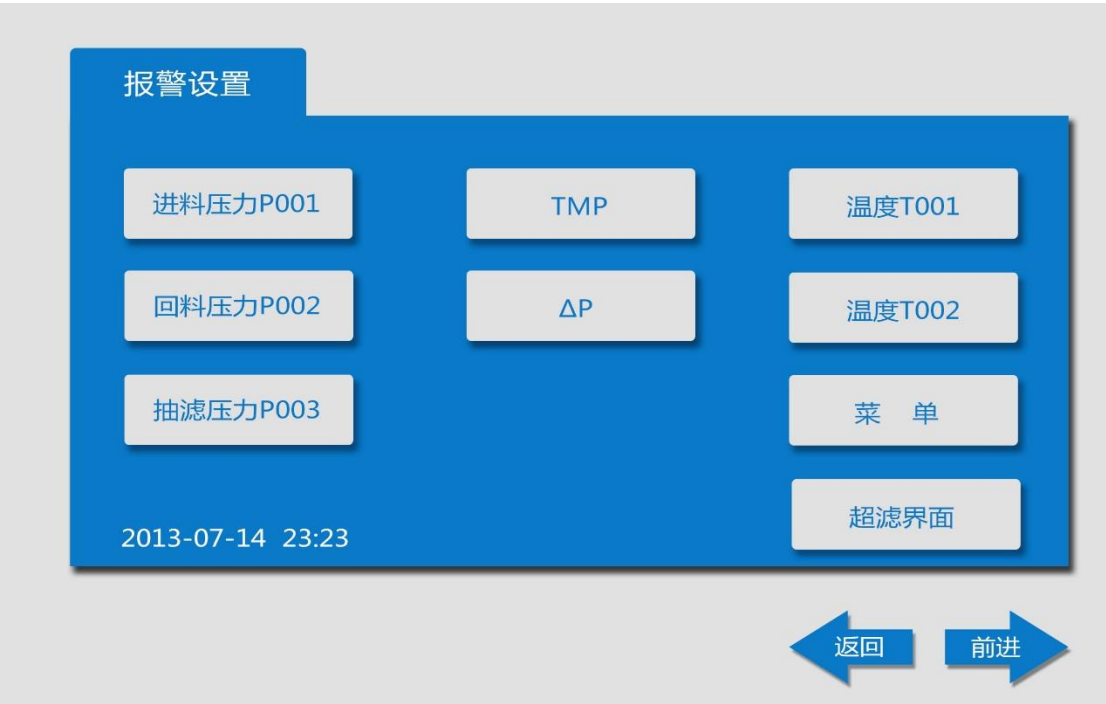 报警设置
进料压力P001
TMP
温度T001
回料压力P002
ΔP
温度T002
抽滤压力P003
菜 单
超滤界面
2013-07-14 23:23
返回
前进